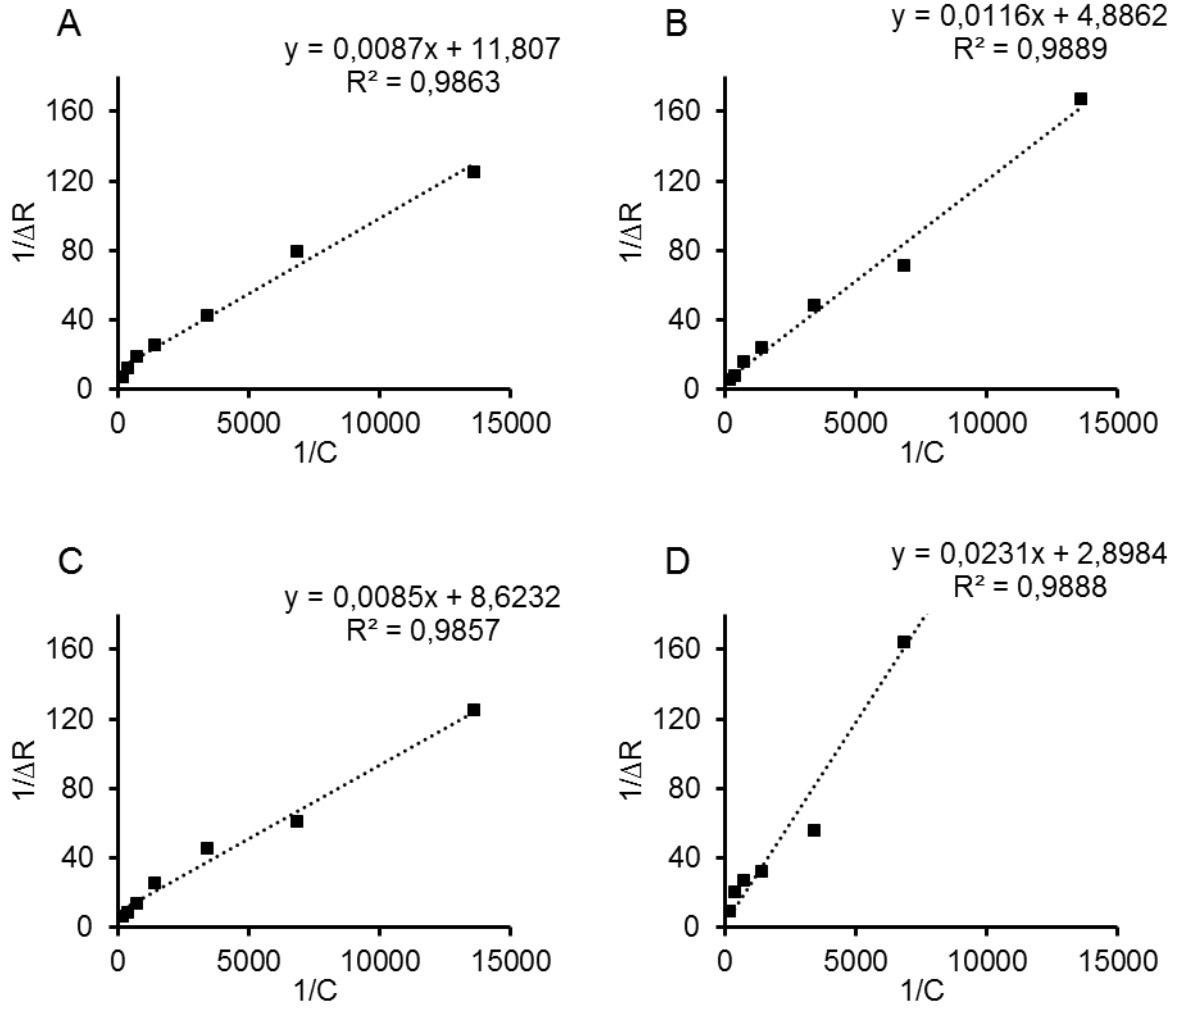 A
y = 0,0087x + 11,807
R² = 0,9863
160
120
80
40
0
1/ΔR
0 5000 10000 15000
1/C
B
y = 0,0116x + 4,8862
R² = 0,9889
160
120
80
40
0
1/ΔR
0 5000 10000 15000
1/C
C
y = 0,0085x + 8,6232
R² = 0,9857
160
120
80
40
0
1/ΔR
0 5000 10000 15000
1/C
D
y = 0,0231x + 2,8984
R² = 0,9888
160
120
80
40
0
1/ΔR
0 5000 10000 15000
1/C